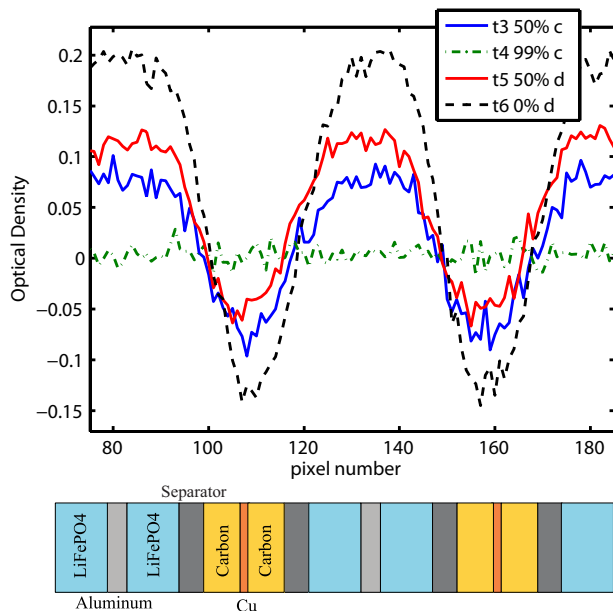 t3 50% c
t4 99% c
t5 50% d
t6 0% d
0.2
0.15
0.1
0.05
0
−0.05
−0.1
−0.15
Optical Density
80 100 120 140 160 180
pixel number
Separator
LiFePO4
LiFePO4
Carbon
Carbon
Aluminum
Cu